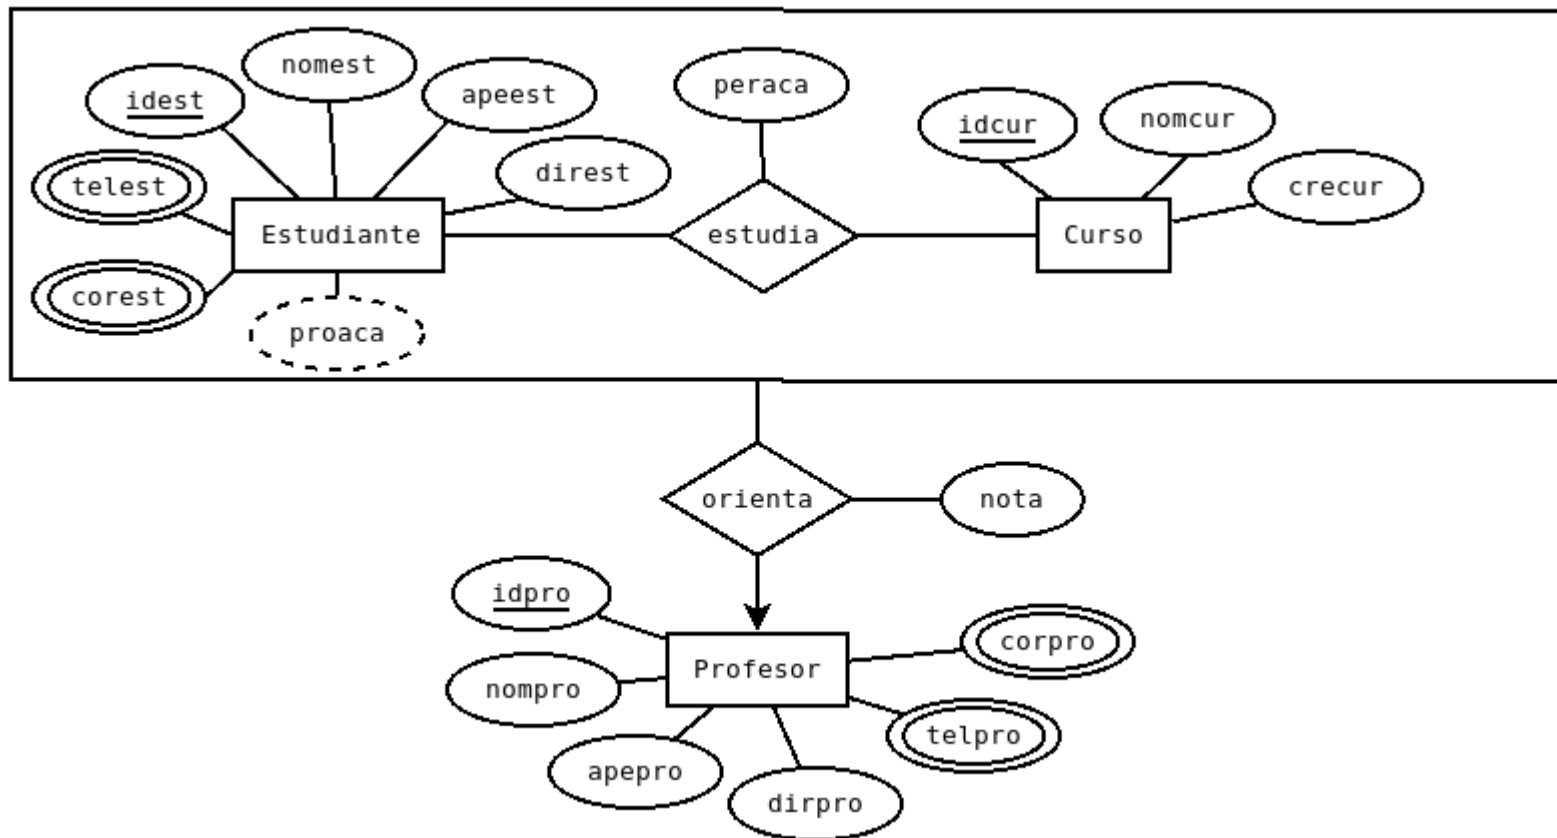 nomest
apeest
idest
peraca
idcur
nomcur
telest
direst
crecur
Estudiante
estudia
Curso
corest
proaca
orienta
nota
idpro
corpro
Profesor
nompro
telpro
apepro
dirpro